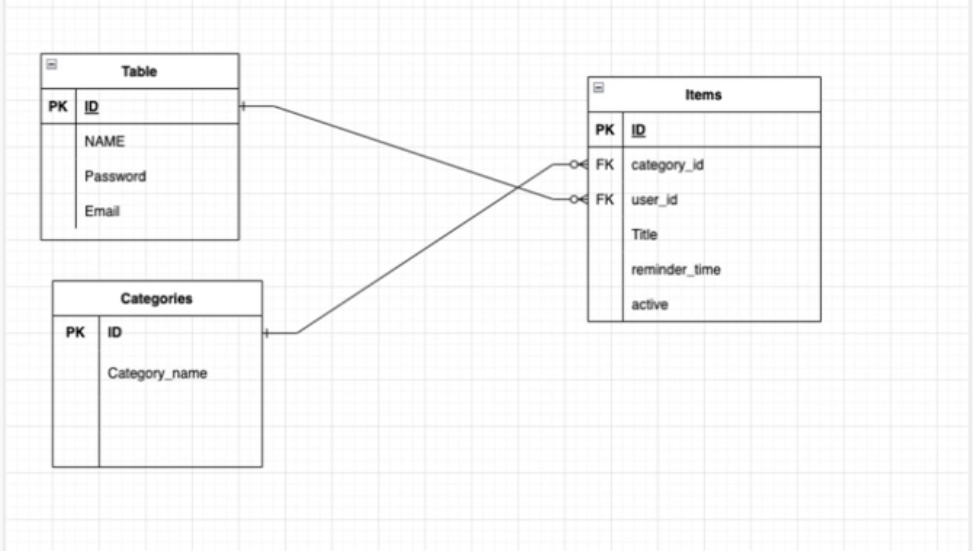 Table
PK ID
NAME
Password
Email
Categories
PK ID
Category_name
Items
PK ID
FK category_id
FK user_id
Title
reminder_time
active